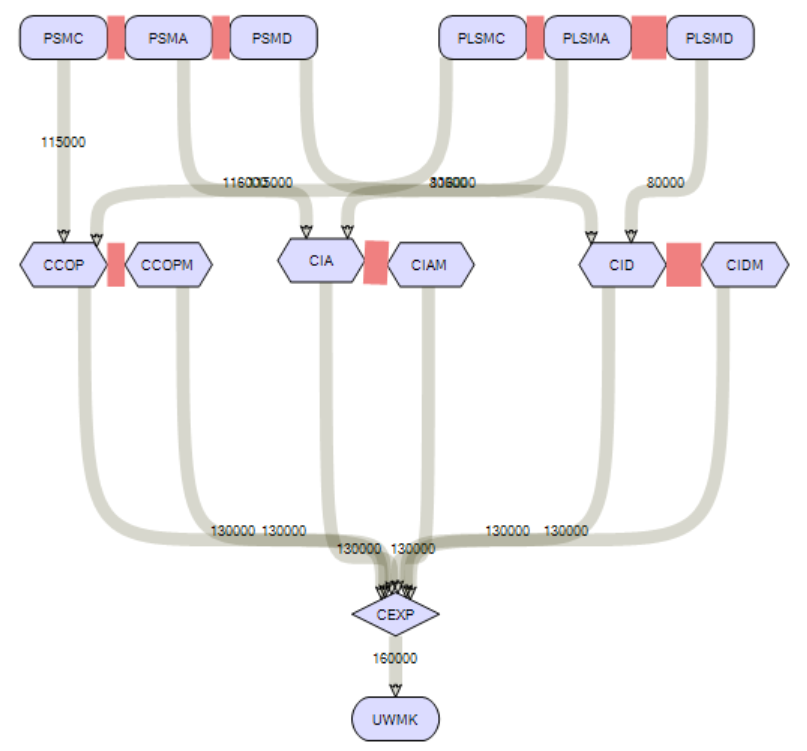 PSMC PSMA PSMD PLSMC PLSMA PLSMD
115000
80000
CCOP CCOPM CIA CIAM CID CIDM
130000 130000 130000 130000
130000 130000
CEXP
160000
UWMK